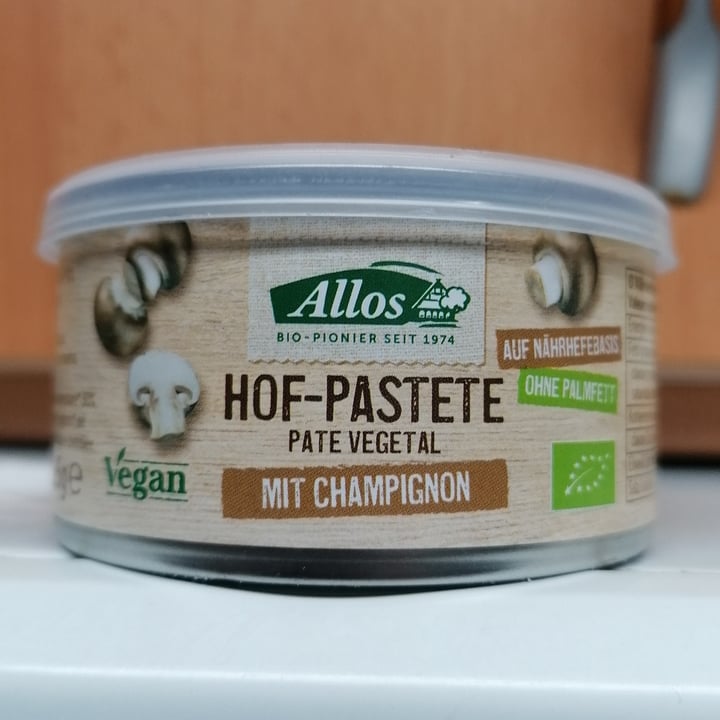 Allos
BIO-PIONIER SEIT 1974
AUF NÄHRHEFEBASIS
OHNE PALMFETT
HOF-PASTETE
PATE VEGETAL
Vegan
MIT CHAMPIGNON